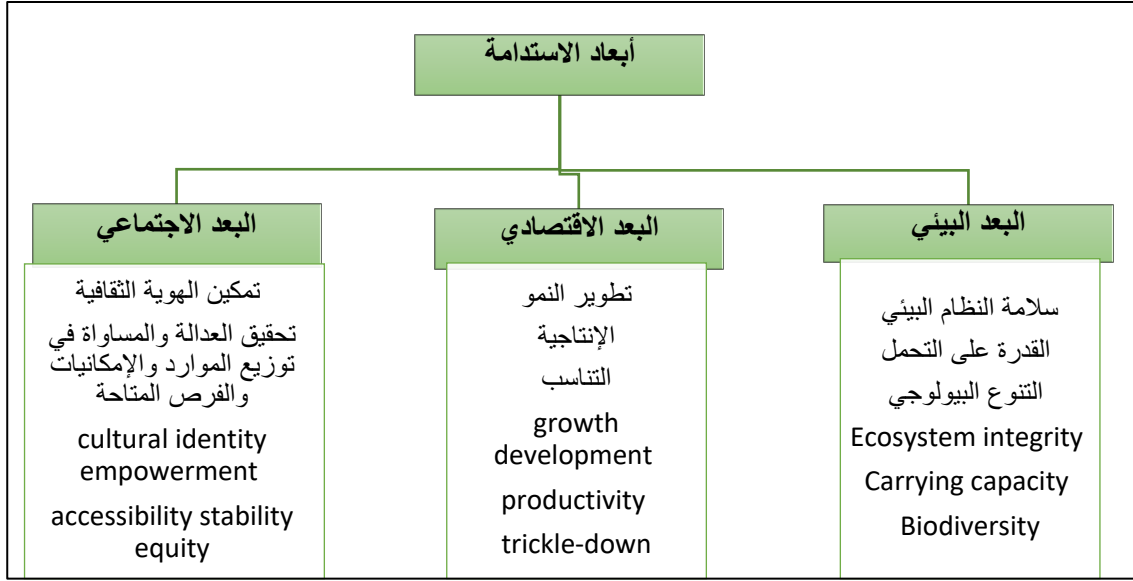 أبعاد الاستدامة
البعد البيئي
سلامة النظام البيئي
القدرة على التحمل
التنوع البيولوجي
Ecosystem integrity
Carrying capacity
Biodiversity
البعد الاقتصادي
تطوير النمو
الإنتاجية
التناسب
growth
development
productivity
trickle-down
البعد الاجتماعي
تمكين الهوية الثقافية
تحقيق العدالة والمساواة في
توزيع الموارد والإمكانيات
والفرص المتاحة
cultural identity
empowerment
accessibility stability
equity